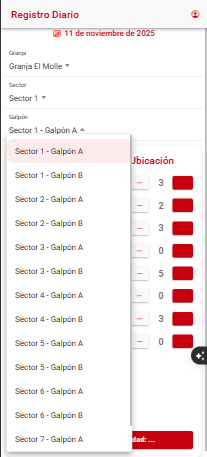 Registro Diario
11 de noviembre de 2025
Granja
Granja El Molle
Sector
Sector 1
Galpón
Sector 1 - Galpón A
Sector 1 - Galpón A
Sector 1 - Galpón B
Sector 2 - Galpón A
Sector 2 - Galpón B
Sector 3 - Galpón A
Sector 3 - Galpón B
Sector 4 - Galpón A
Sector 4 - Galpón B
Sector 5 - Galpón A
Sector 5 - Galpón B
Sector 6 - Galpón A
Sector 6 - Galpón B
Sector 7 - Galpón A
Ubicación
-- 3
-- 2
-- 3
-- 0
-- 5
-- 0
-- 3
-- 0
dad: ...